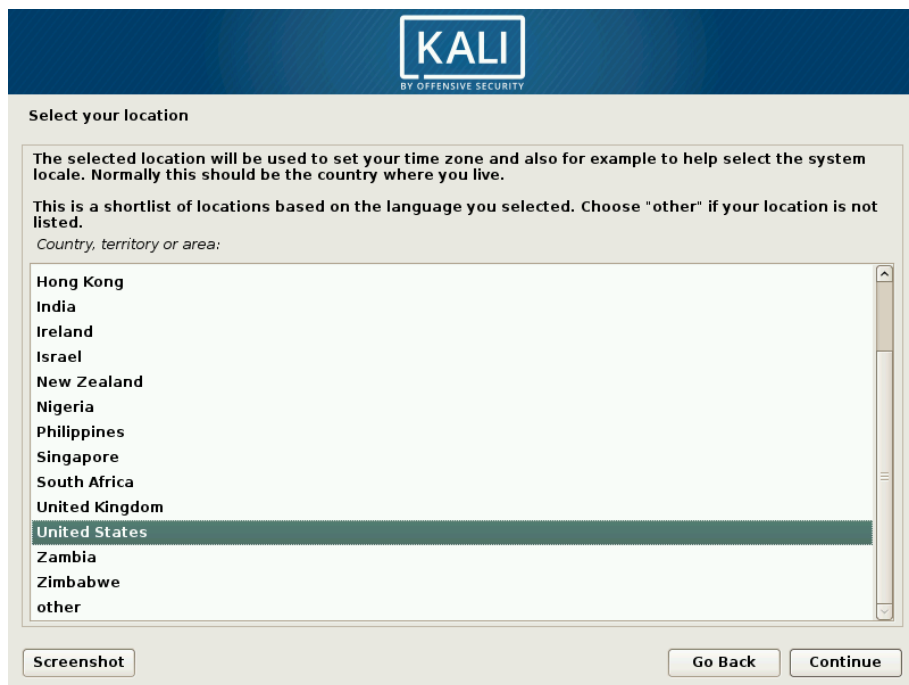 KALI
BY OFFENSIVE SECURITY
Select your location
The selected location will be used to set your time zone and also for example to help select the system
locale. Normally this should be the country where you live.
This is a shortlist of locations based on the language you selected. Choose "other" if your location is not
listed.
Country, territory or area:
Hong Kong
India
Ireland
Israel
New Zealand
Nigeria
Philippines
Singapore
South Africa
United Kingdom
United States
Zambia
Zimbabwe
other
Screenshot
Go Back
Continue